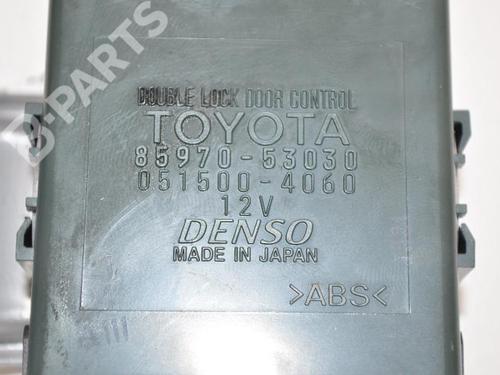 B-PARTS
DOUBLE LOCK DOOR CONTROL
TOYOTA
85970-53030
051500-4060
12V
DENSO
MADE IN JAPAN
>ABS<